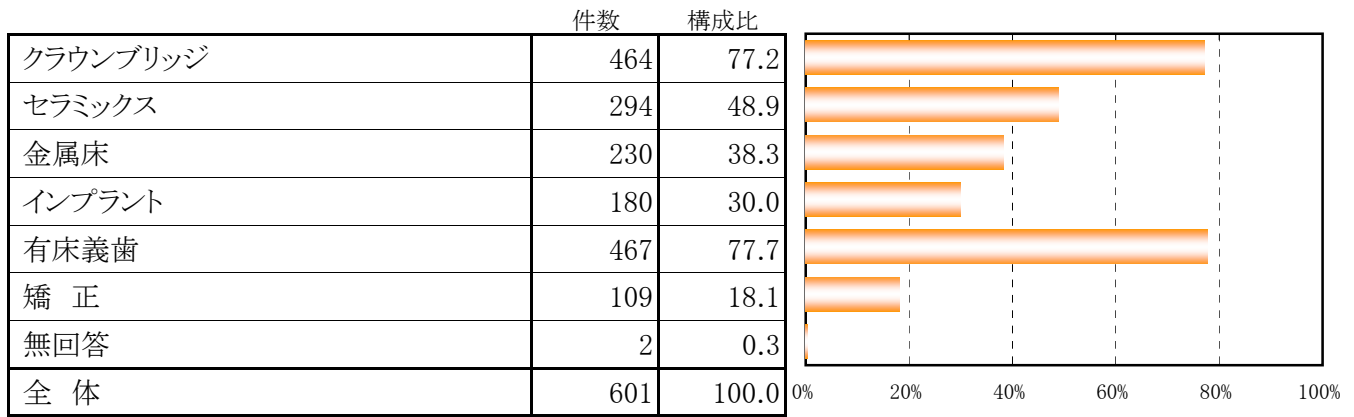 件数 構成比
クラウンブリッジ 464 77.2
セラミックス 294 48.9
金属床 230 38.3
インプラント 180 30.0
有床義歯 467 77.7
矯 正 109 18.1
無回答 2 0.3
全 体 601 100.0
0% 20% 40% 60% 80% 100%